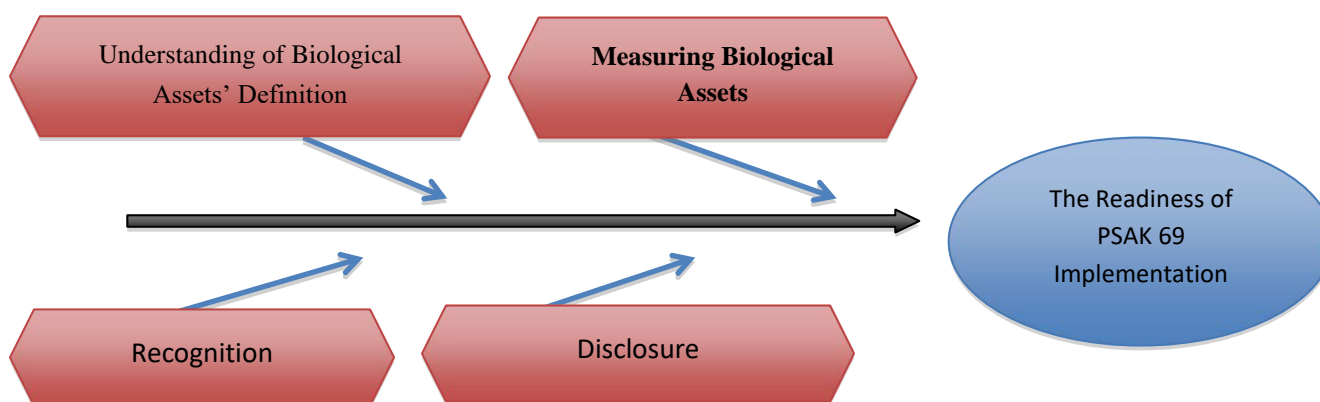 Understanding of Biological
Assets’ Definition
Measuring Biological
Assets
The Readiness of
PSAK 69
Implementation
Recognition
Disclosure